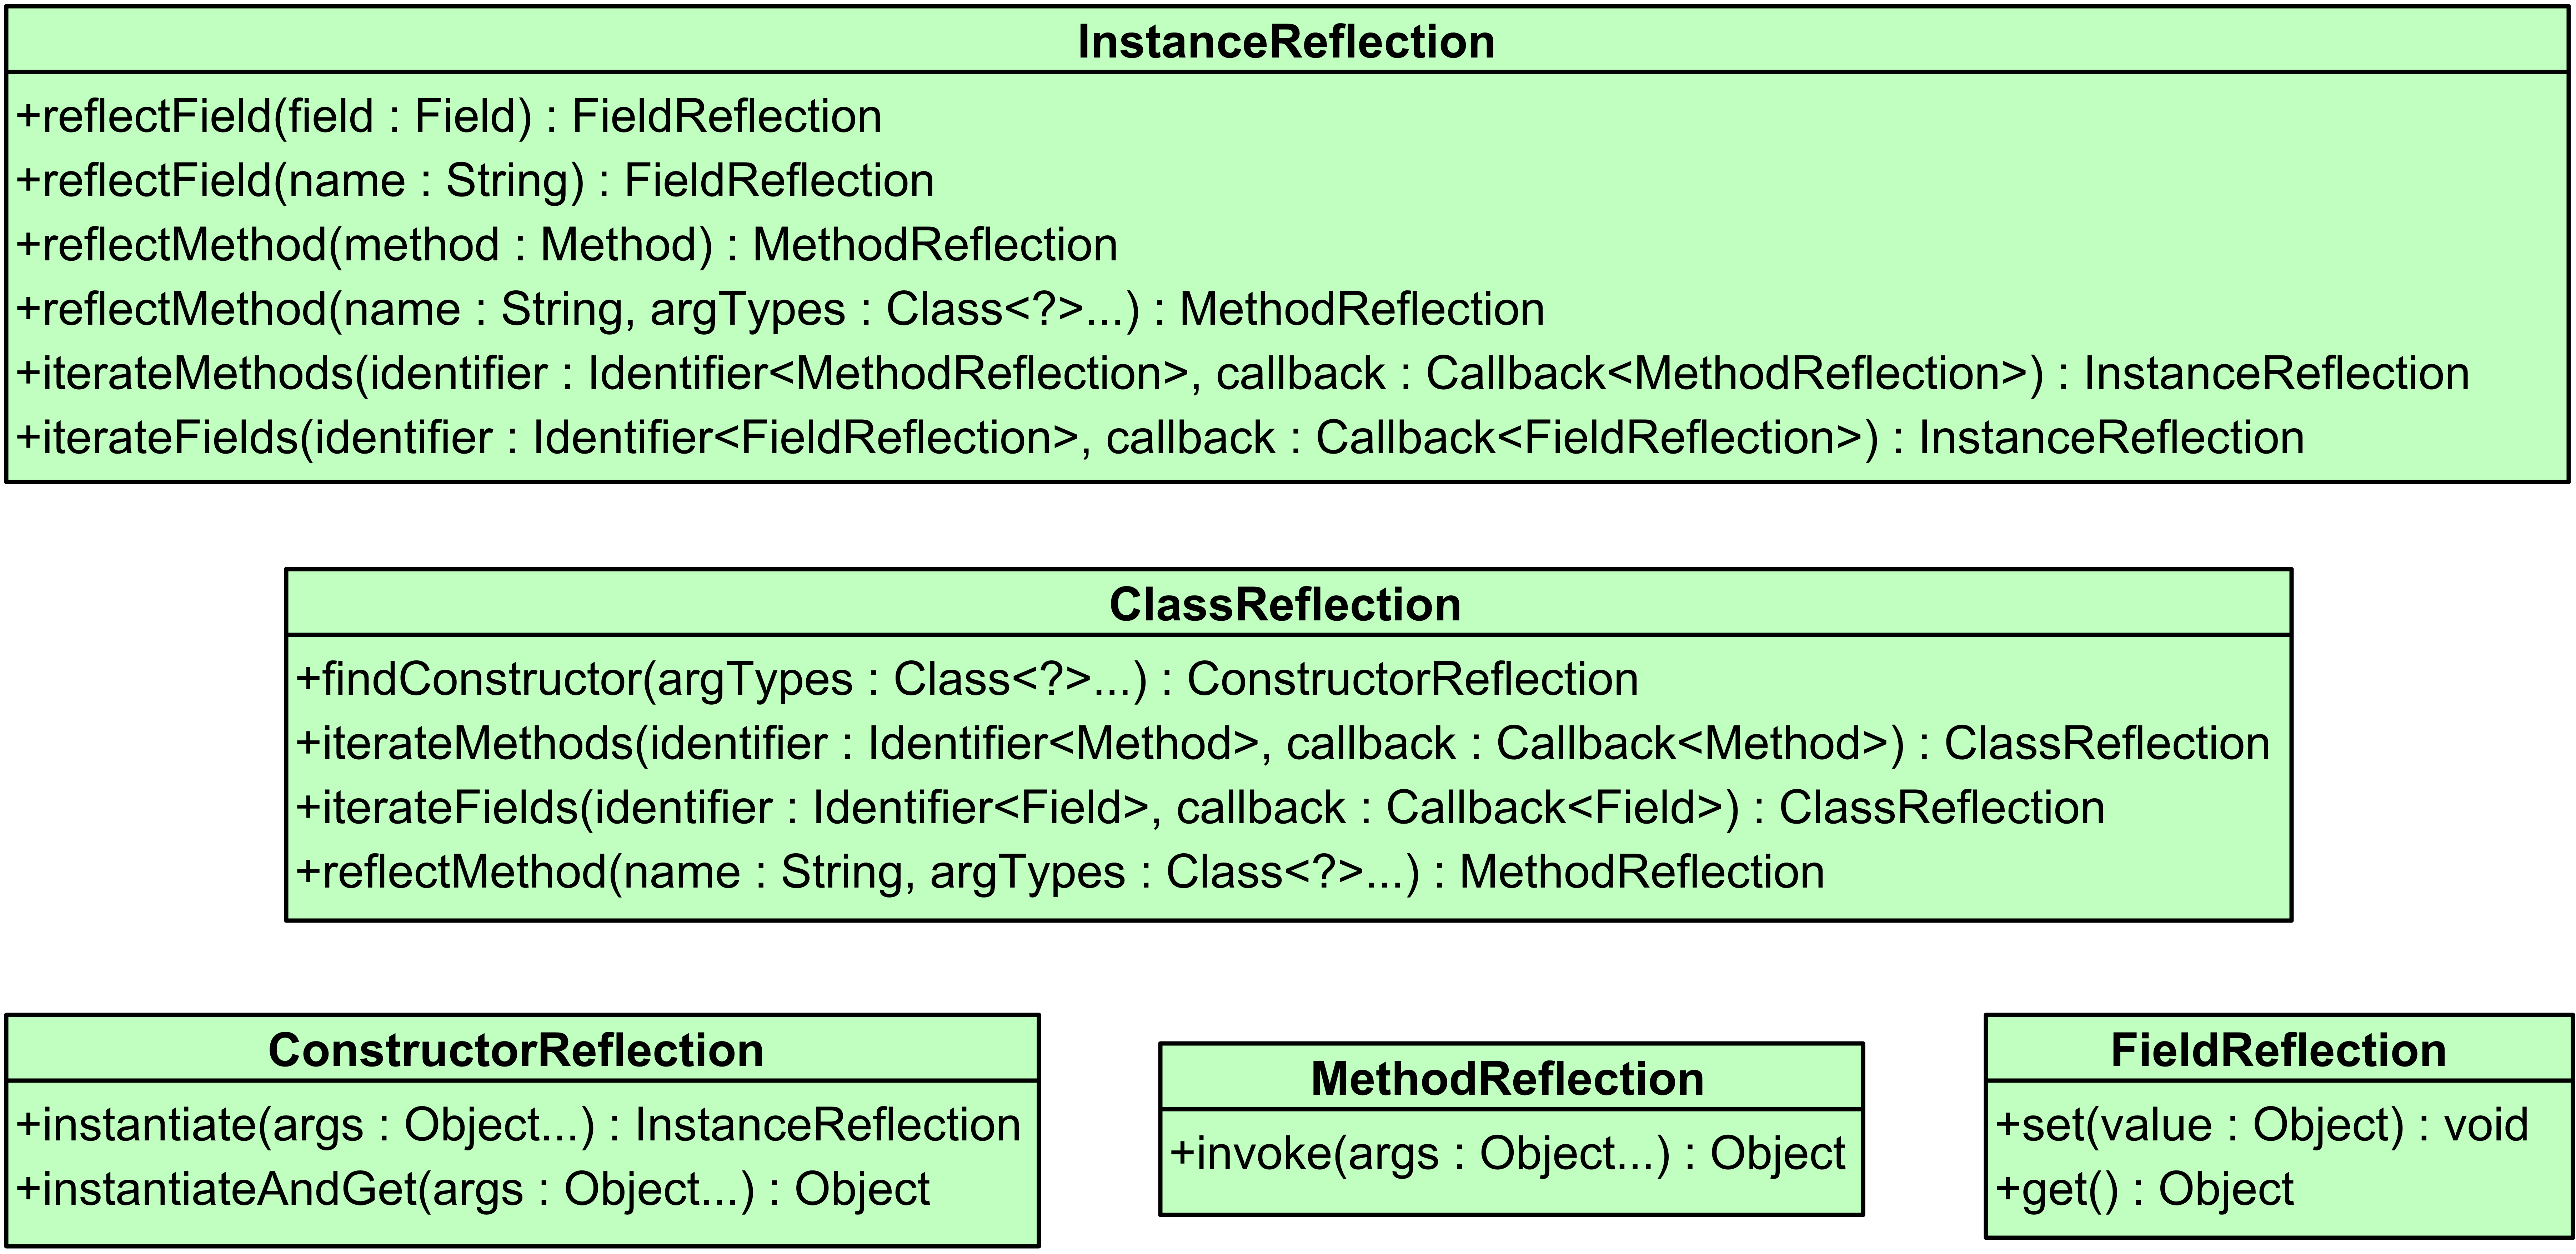 InstanceReflection
+reflectField(field : Field) : FieldReflection
+reflectField(name : String) : FieldReflection
+reflectMethod(method : Method) : MethodReflection
+reflectMethod(name : String, argTypes : Class<?>...) : MethodReflection
+iterateMethods(identifier : Identifier<MethodReflection>, callback : Callback<MethodReflection>) : InstanceReflection
+iterateFields(identifier : Identifier<FieldReflection>, callback : Callback<FieldReflection>) : InstanceReflection
ClassReflection
+findConstructor(argTypes : Class<?>...) : ConstructorReflection
+iterateMethods(identifier : Identifier<Method>, callback : Callback<Method>) : ClassReflection
+iterateFields(identifier : Identifier<Field>, callback : Callback<Field>) : ClassReflection
+reflectMethod(name : String, argTypes : Class<?>...) : MethodReflection
ConstructorReflection
+instantiate(args : Object...) : InstanceReflection
+instantiateAndGet(args : Object...) : Object
MethodReflection
+invoke(args : Object...) : Object
FieldReflection
+set(value : Object) : void
+get() : Object